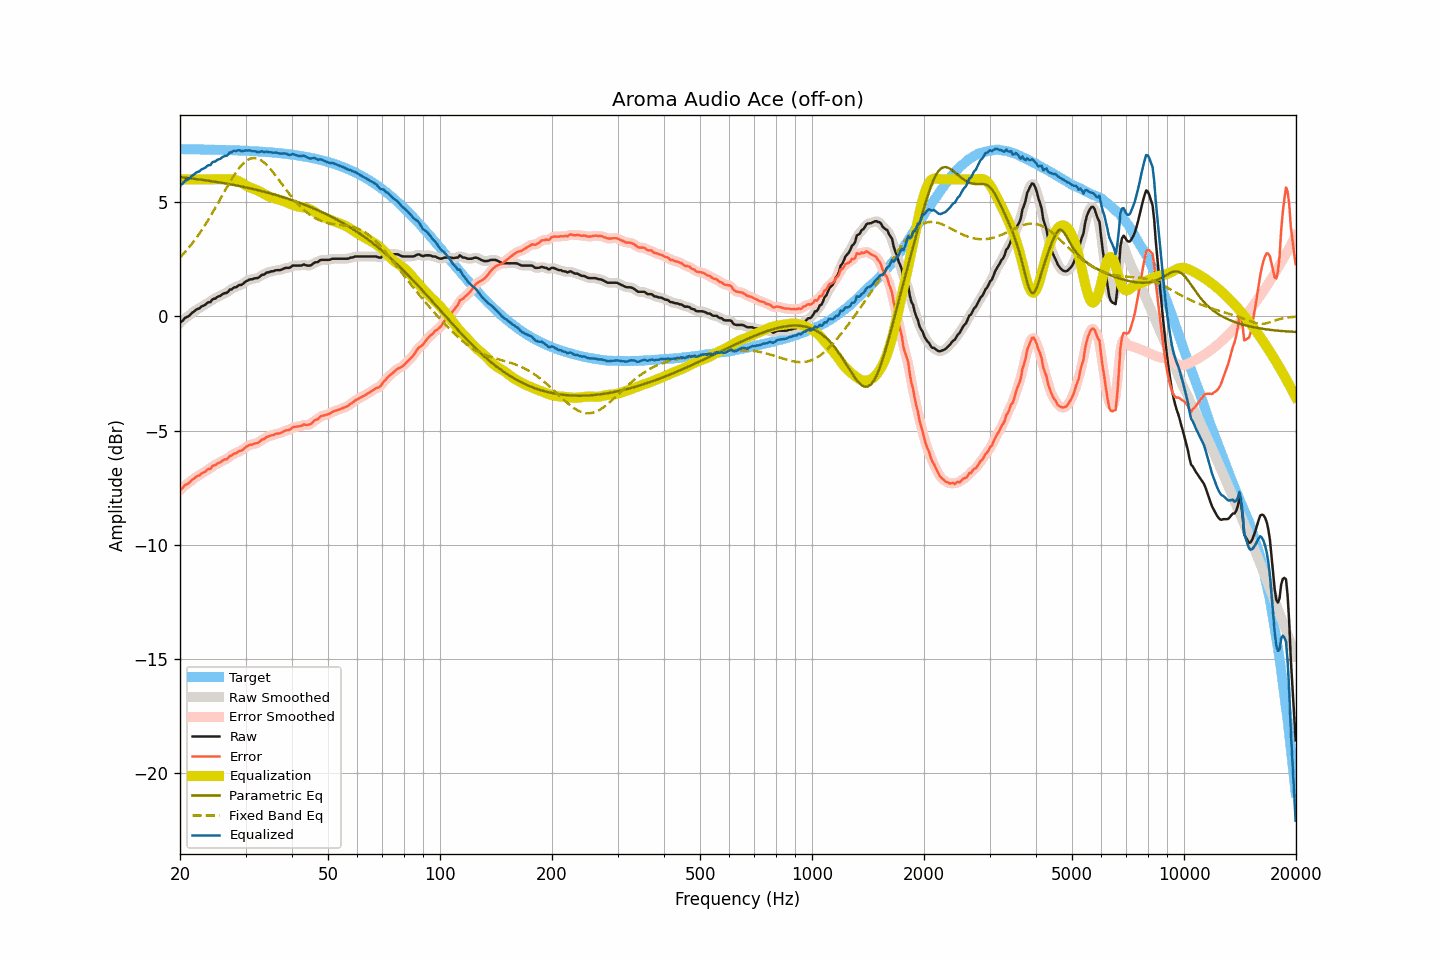 Aroma Audio Ace (off-on)
Amplitude (dBr)
5
0
−5
−10
−15
−20
Target
Raw Smoothed
Error Smoothed
Raw
Error
Equalization
Parametric Eq
Fixed Band Eq
Equalized
20 50 100 200 500 1000 2000 5000 10000 20000
Frequency (Hz)